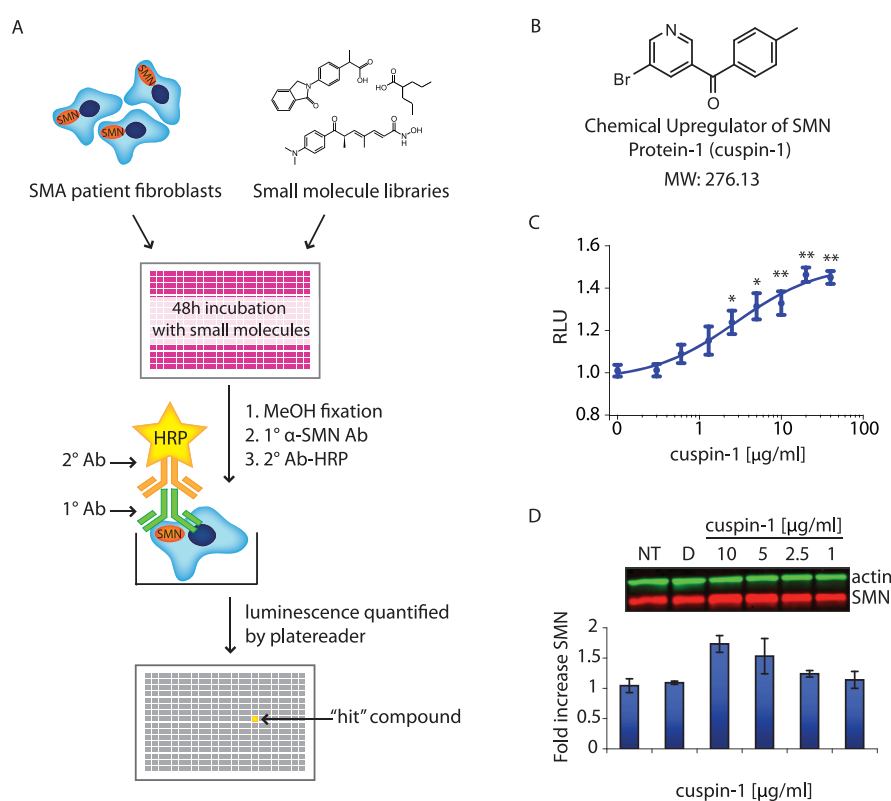 A
SMN
SMN
SMN
OH
O
N
O
O
OH
O
O
OH
N
H
N
SMA patient fibroblasts
Small molecule libraries
48h incubation
with small molecules
1. MeOH fixation
2. 1° α-SMN Ab
3. 2° Ab-HRP
HRP
2° Ab
1° Ab
SMN
luminescence quantified
by platereader
"hit" compound
B
N
Br
O
Chemical Upregulator of SMN
Protein-1 (cuspin-1)
MW: 276.13
C
RLU
1.6
1.4
1.2
1.0
0.8
* * ** ** **
0 1 10 100
cuspin-1 [μg/ml]
D
cuspin-1 [μg/ml]
NT D 10 5 2.5 1
actin
SMN
Fold increase SMN
2
1.5
1
0.5
0
cuspin-1 [μg/ml]